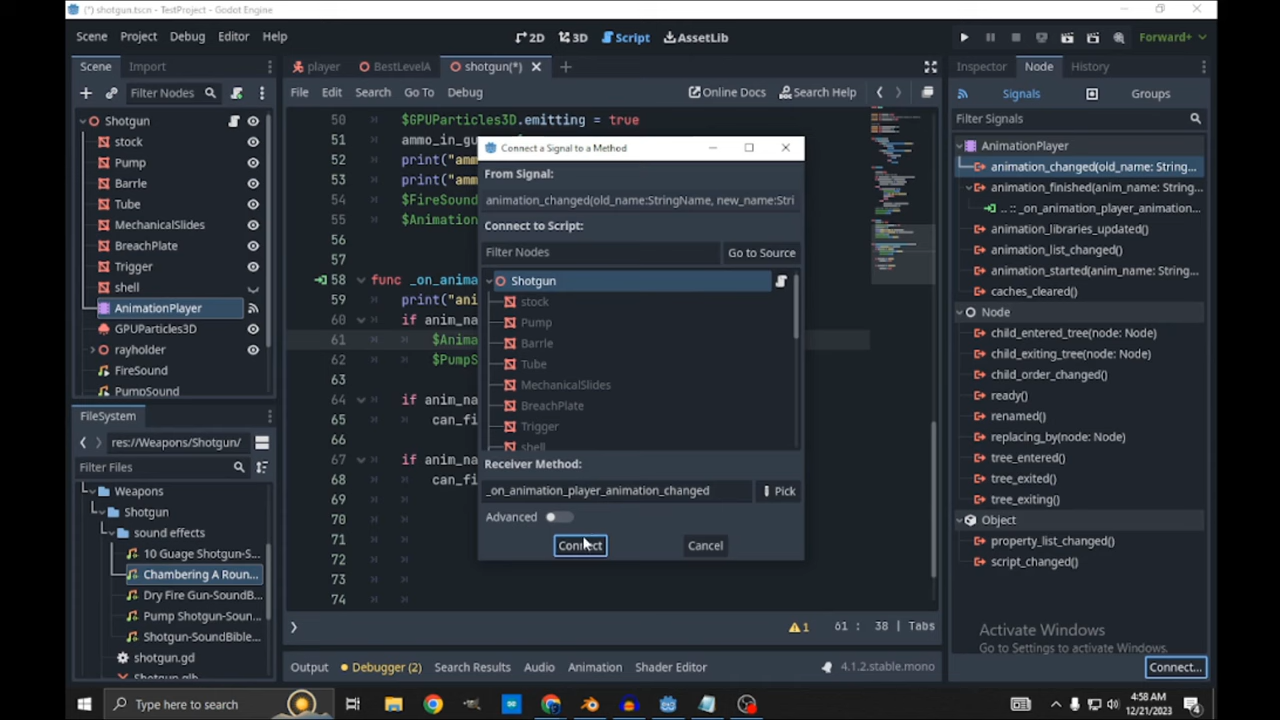 (*) shotgun.tscn - TestProject - Godot Engine
Scene Project Debug Editor Help
2D 3D Script AssetLib
Forward+
Scene Import
Filter Nodes
Shotgun
stock
Pump
Barrle
Tube
MechanicalSlides
BreachPlate
Trigger
shell
AnimationPlayer
GPUParticles3D
rayholder
FireSound
PumpSound
FileSystem
res://Weapons/Shotgun/
Filter Files
Weapons
Shotgun
sound effects
10 Guage Shotgun-S...
Chambering A Roun...
Dry Fire Gun-SoundB...
Pump Shotgun-Soun...
Shotgun-SoundBible...
shotgun.gd
shotgun.glb
player BestLevelA shotgun(*)
File Edit Search Go To Debug
Online Docs Search Help
50 $GPUParticles3D.emitting = true
51 ammo_in_gu
52 print("amm
53 print("amm
54 $FireSound
55 $Animation
56
57
58 func _on_anima
59 print("ani
60 if anim_na
61 $Anima
62 $PumpS
63
64 if anim_na
65 can_fi
66
67 if anim_na
68 can_fi
69
70
71
72
73
74
1 61 : 38 | Tabs
Output Debugger (2) Search Results Audio Animation Shader Editor
4.1.2.stable.mono
Connect a Signal to a Method
From Signal:
animation_changed(old_name:StringName, new_name:Stri
Connect to Script:
Filter Nodes Go to Source
Shotgun
stock
Pump
Barrle
Tube
MechanicalSlides
BreachPlate
Trigger
shell
Receiver Method:
_on_animation_player_animation_changed Pick
Advanced
Connect Cancel
Inspector Node History
Signals Groups
Filter Signals
AnimationPlayer
animation_changed(old_name: String...
animation_finished(anim_name: String...
.. :: _on_animation_player_animation...
animation_libraries_updated()
animation_list_changed()
animation_started(anim_name: String...
caches_cleared()
Node
child_entered_tree(node: Node)
child_exiting_tree(node: Node)
child_order_changed()
ready()
renamed()
replacing_by(node: Node)
tree_entered()
tree_exited()
tree_exiting()
Object
property_list_changed()
script_changed()
Activate Windows
Go to Settings to activate Windows.
Connect...
Type here to search
4:58 AM
12/21/2023
4